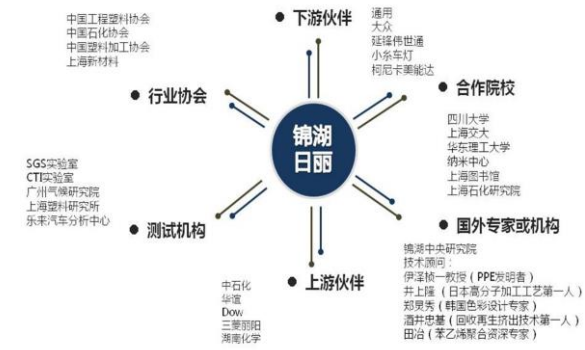 中国工程塑料协会
中国石化协会
中国塑料加工协会
上海新材料
行业协会
下游伙伴
通用
大众
延锋伟世通
小糸车灯
柯尼卡美能达
合作院校
四川大学
上海交大
华东理工大学
纳米中心
上海图书馆
上海石化研究院
锦湖
日丽
SGS实验室
CTI实验室
广州气候研究院
上海塑料研究所
乐来汽车分析中心
测试机构
上游伙伴
中石化
华谊
Dow
三菱丽阳
湖南化学
国外专家或机构
锦湖中央研究院
技术顾问：
伊泽桢一教授（PPE发明者）
井上隆（日本高分子加工工艺第一人）
郑炅秀（韩国色彩设计专家）
酒井忠基（回收再生挤出技术第一人）
田冶（苯乙烯聚合资深专家）